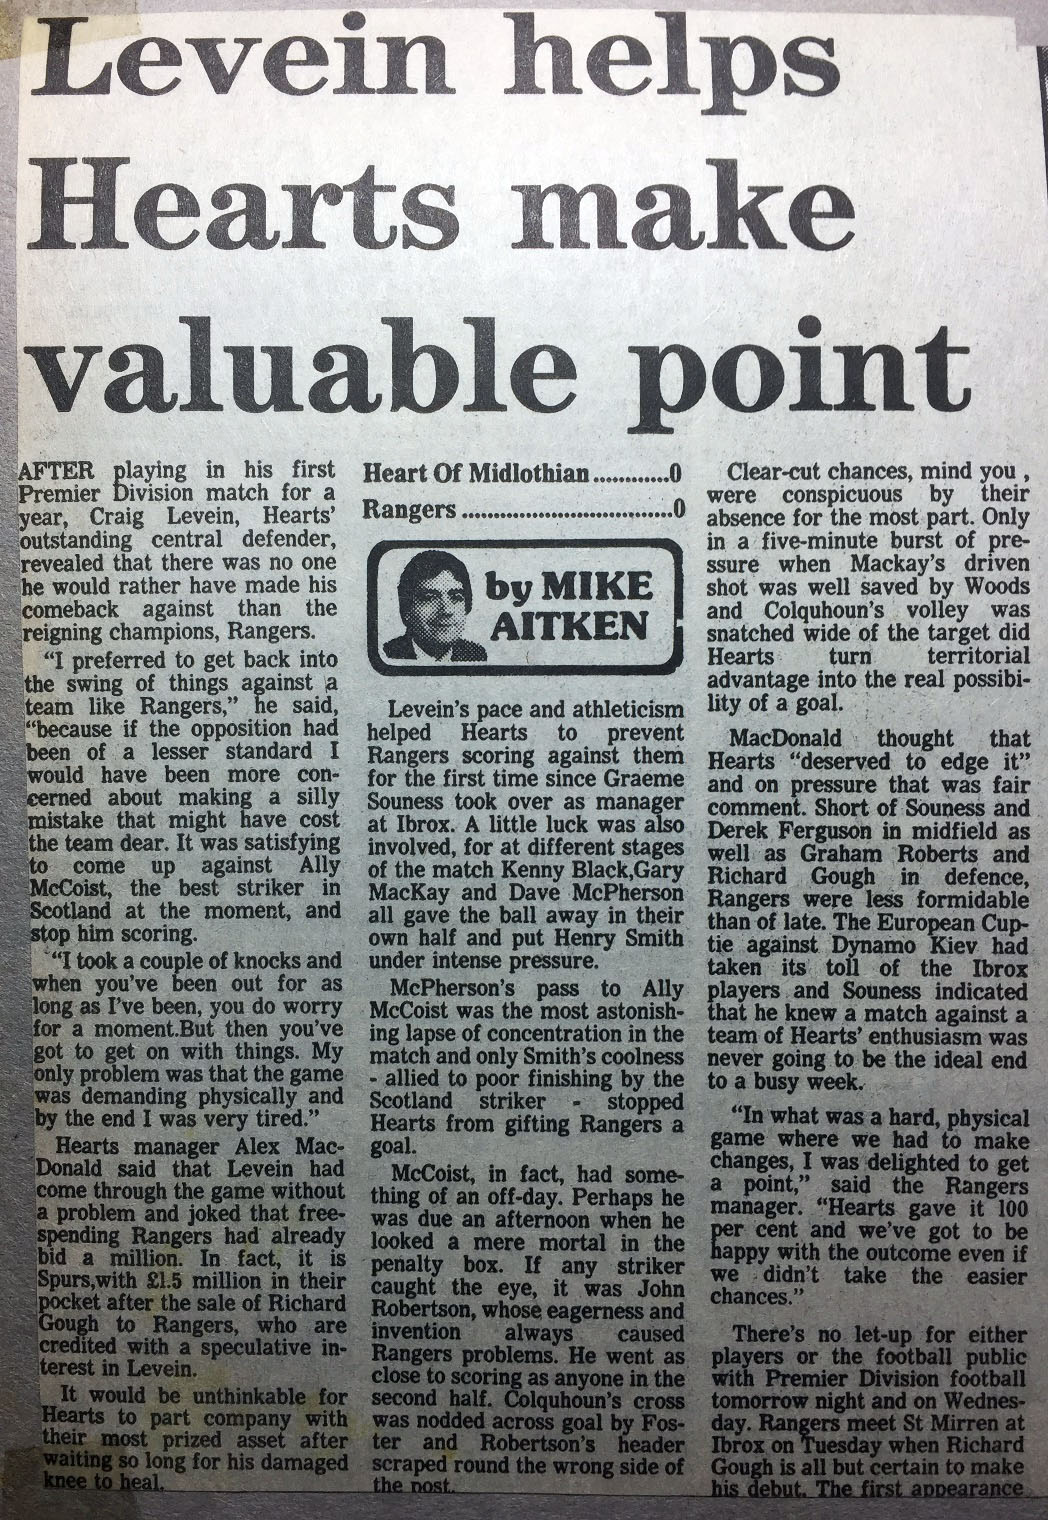 Levein helps
Hearts make
valuable point
AFTER playing in his first
Premier Division match for a
year, Craig Levein, Hearts'
outstanding central defender,
revealed that there was no one
he would rather have made his
comeback against than the
reigning champions, Rangers.
"I preferred to get back into
the swing of things against a
team like Rangers," he said,
"because if the opposition had
been of a lesser standard I
would have been more con-
cerned about making a silly
mistake that might have cost
the team dear. It was satisfying
to come up against Ally
McCoist, the best striker in
Scotland at the moment, and
stop him scoring.
"I took a couple of knocks and
when you've been out for as
long as I've been, you do worry
for a moment.But then you've
got to get on with things. My
only problem was that the game
was demanding physically and
by the end I was very tired."
Hearts manager Alex Mac-
Donald said that Levein had
come through the game without
a problem and joked that free-
spending Rangers had already
bid a million. In fact, it is
Spurs,with £1.5 million in their
pocket after the sale of Richard
Gough to Rangers, who are
credited with a speculative in-
terest in Levein.
It would be unthinkable for
Hearts to part company with
their most prized asset after
waiting so long for his damaged
knee to heal.
Heart Of Midlothian............0
Rangers..................................0
by MIKE
AITKEN
Levein's pace and athleticism
helped Hearts to prevent
Rangers scoring against them
for the first time since Graeme
Souness took over as manager
at Ibrox. A little luck was also
involved, for at different stages
of the match Kenny Black,Gary
MacKay and Dave McPherson
all gave the ball away in their
own half and put Henry Smith
under intense pressure.
McPherson's pass to Ally
McCoist was the most astonish-
ing lapse of concentration in the
match and only Smith's coolness
- allied to poor finishing by the
Scotland striker - stopped
Hearts from gifting Rangers a
goal.
McCoist, in fact, had some-
thing of an off-day. Perhaps he
was due an afternoon when he
looked a mere mortal in the
penalty box. If any striker
caught the eye, it was John
Robertson, whose eagerness and
invention always caused
Rangers problems. He went as
close to scoring as anyone in the
second half. Colquhoun's cross
was nodded across goal by Fos-
ter and Robertson's header
scraped round the wrong side of
the post.
Clear-cut chances, mind you ,
were conspicuous by their
absence for the most part. Only
in a five-minute burst of pre-
ssure when Mackay's driven
shot was well saved by Woods
and Colquhoun's volley was
snatched wide of the target did
Hearts turn territorial
advantage into the real possibi-
lity of a goal.
MacDonald thought that
Hearts "deserved to edge it"
and on pressure that was fair
comment. Short of Souness and
Derek Ferguson in midfield as
well as Graham Roberts and
Richard Gough in defence,
Rangers were less formidable
than of late. The European Cup-
tie against Dynamo Kiev had
taken its toll of the Ibrox
players and Souness indicated
that he knew a match against a
team of Hearts' enthusiasm was
never going to be the ideal end
to a busy week.
"In what was a hard, physical
game where we had to make
changes, I was delighted to get
a point," said the Rangers
manager. "Hearts gave it 100
per cent and we've got to be
happy with the outcome even if
we didn't take the easier
chances."
There's no let-up for either
players or the football public
with Premier Division football
tomorrow night and on Wednes-
day. Rangers meet St Mirren at
Ibrox on Tuesday when Richard
Gough is all but certain to make
his debut. The first appearance